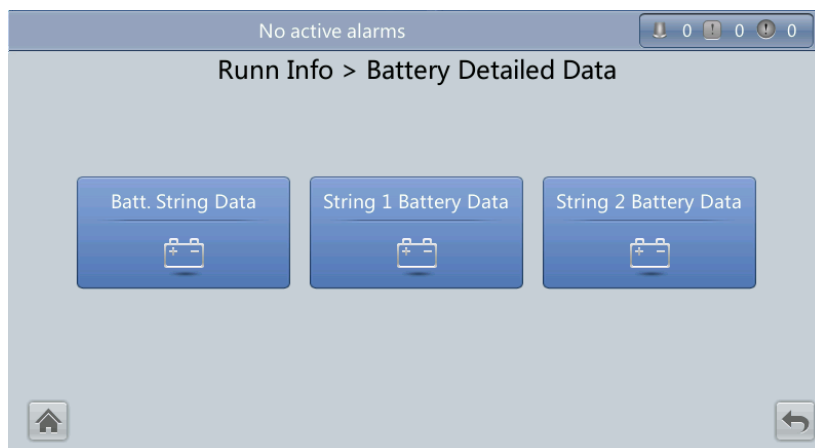 No active alarms
0 0 0
Runn Info > Battery Detailed Data
Batt. String Data
String 1 Battery Data
String 2 Battery Data